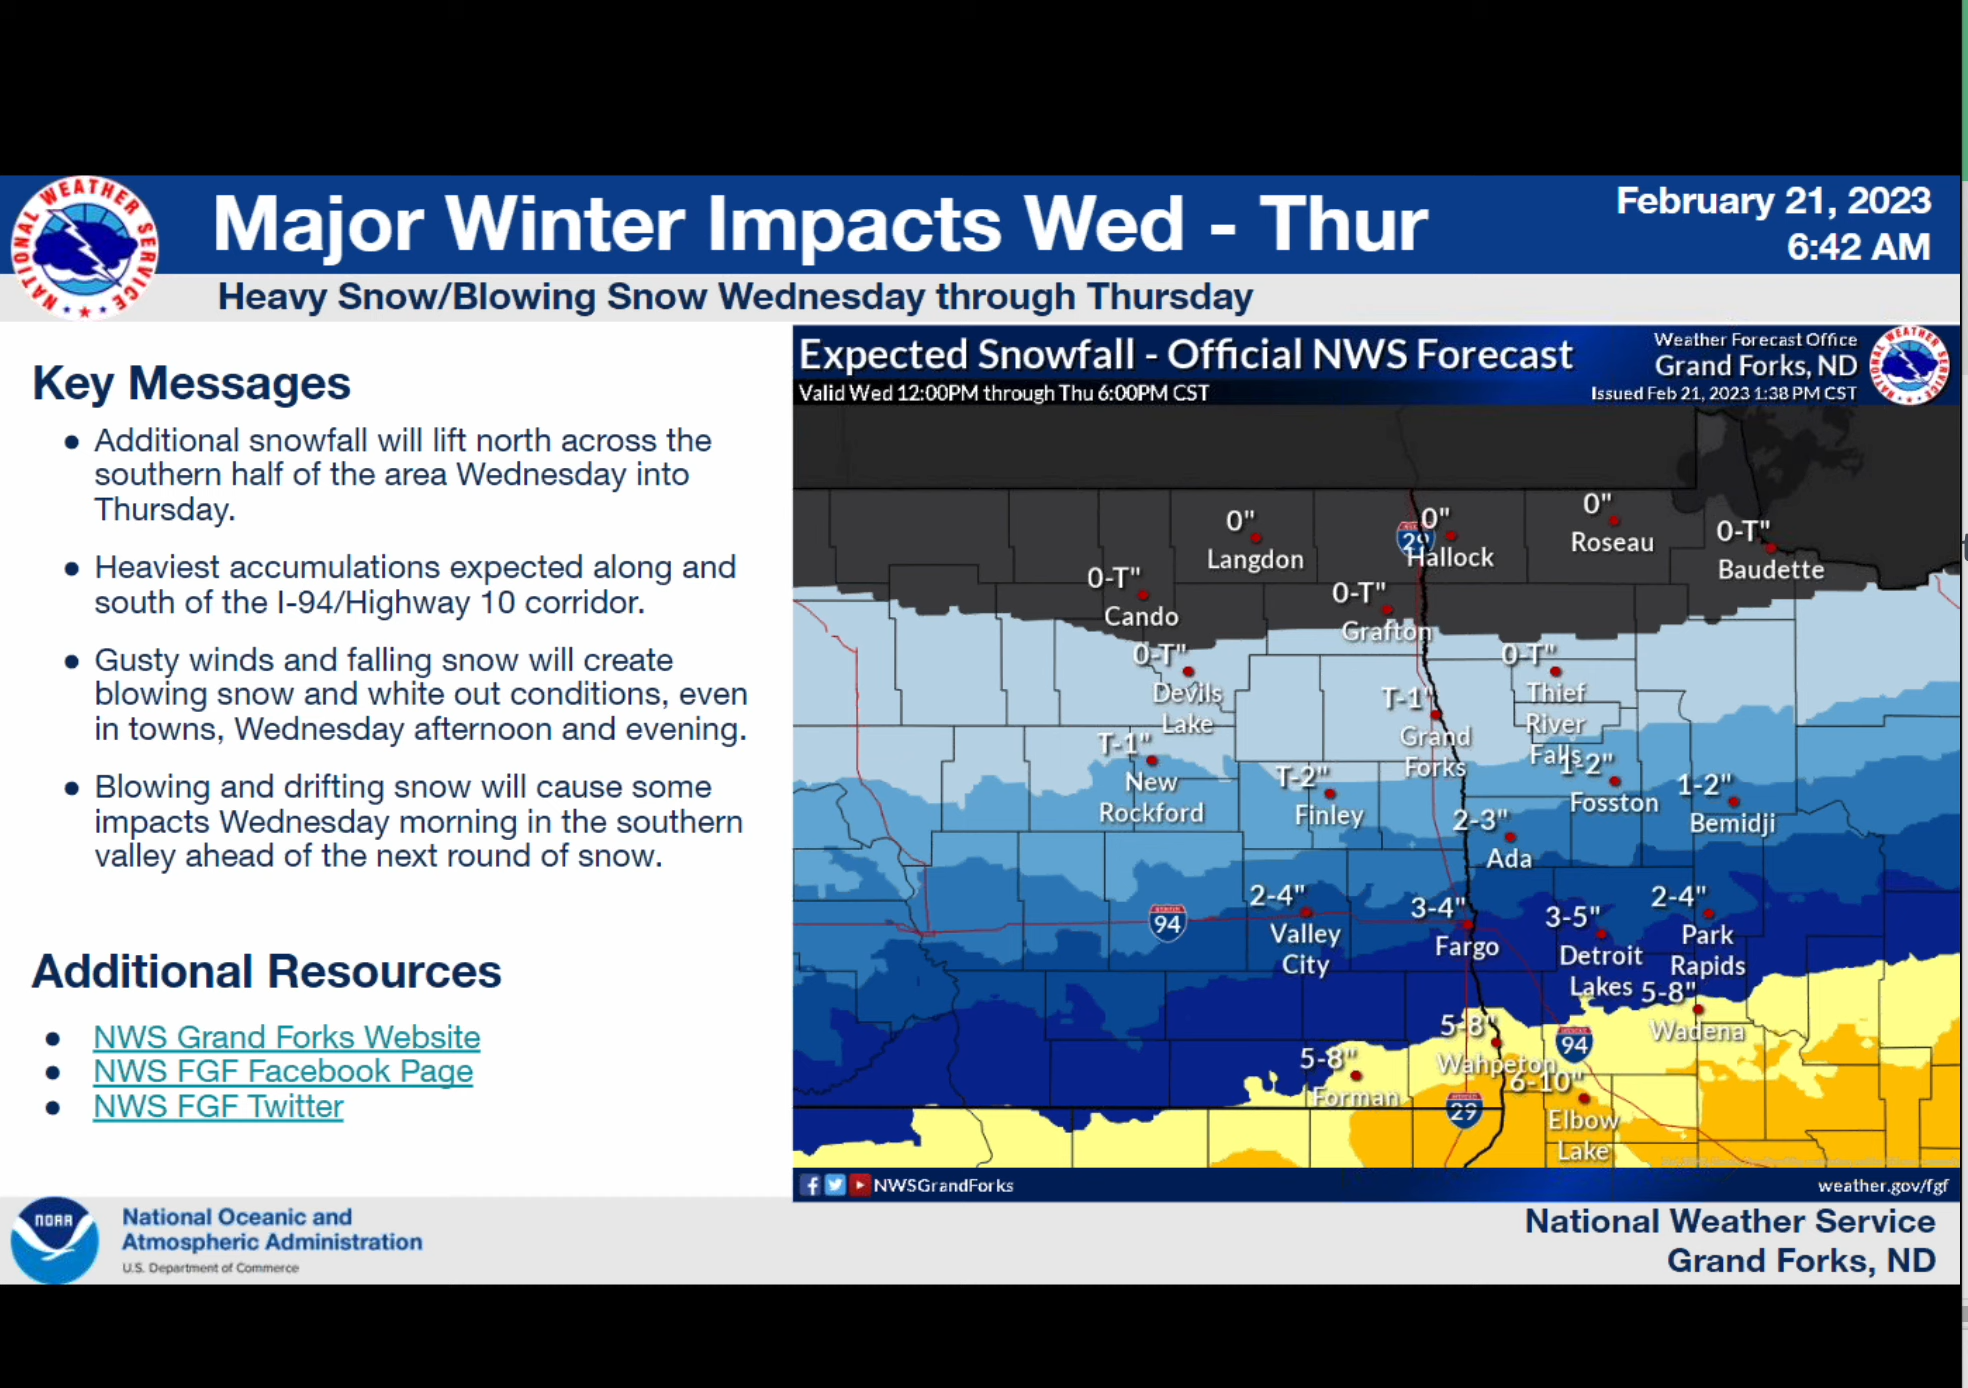 NATIONAL WEATHER SERVICE
Major Winter Impacts Wed - Thur
February 21, 2023
6:42 AM
Heavy Snow/Blowing Snow Wednesday through Thursday
Key Messages
● Additional snowfall will lift north across the
southern half of the area Wednesday into
Thursday.
● Heaviest accumulations expected along and
south of the I-94/Highway 10 corridor.
● Gusty winds and falling snow will create
blowing snow and white out conditions, even
in towns, Wednesday afternoon and evening.
● Blowing and drifting snow will cause some
impacts Wednesday morning in the southern
valley ahead of the next round of snow.
Additional Resources
● NWS Grand Forks Website
● NWS FGF Facebook Page
● NWS FGF Twitter
Expected Snowfall - Official NWS Forecast
Valid Wed 12:00PM through Thu 6:00PM CST
Weather Forecast Office
Grand Forks, ND
Issued Feb 21, 2023 1:38 PM CST
0"
Langdon
29
0"
Hallock
0"
Roseau
0-T"
Baudette
0-T"
Cando
0-T"
Grafton
0-T"
Devils
Lake
T-1"
Grand
Forks
0-T"
Thief
River
Falls
T-1"
New
Rockford
T-2"
Finley
1-2"
Fosston
1-2"
Bemidji
2-3"
Ada
94
2-4"
Valley
City
3-4"
Fargo
3-5"
Detroit
Lakes
2-4"
Park
Rapids
5-8"
Wadena
5-8"
Wahpeton
94
5-8"
Forman
29
6-10"
Elbow
Lake
NWSGrandForks
weather.gov/fgf
NOAA
National Oceanic and
Atmospheric Administration
U.S. Department of Commerce
National Weather Service
Grand Forks, ND